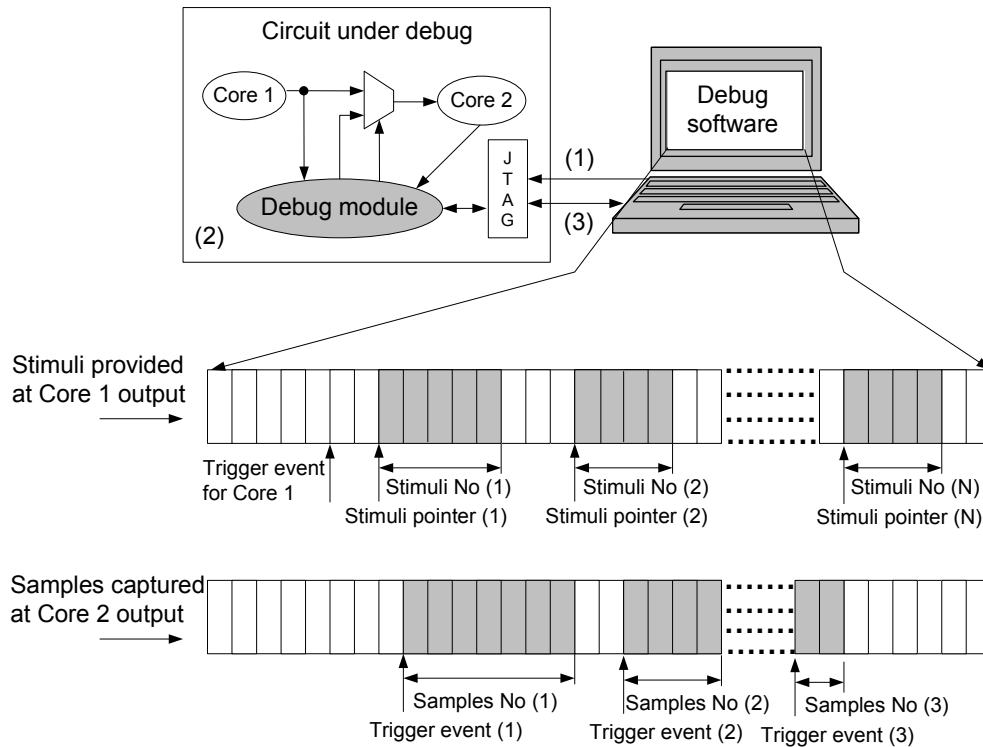 Circuit under debug
Core 1
Core 2
Debug module
(2)
J
T
A
G
(1)
(3)
Debug
software
Stimuli provided
at Core 1 output
Trigger event
for Core 1
Stimuli No (1)
Stimuli pointer (1)
Stimuli No (2)
Stimuli pointer (2)
Stimuli No (N)
Stimuli pointer (N)
Samples captured
at Core 2 output
Samples No (1)
Trigger event (1)
Samples No (2)
Trigger event (2)
Samples No (3)
Trigger event (3)